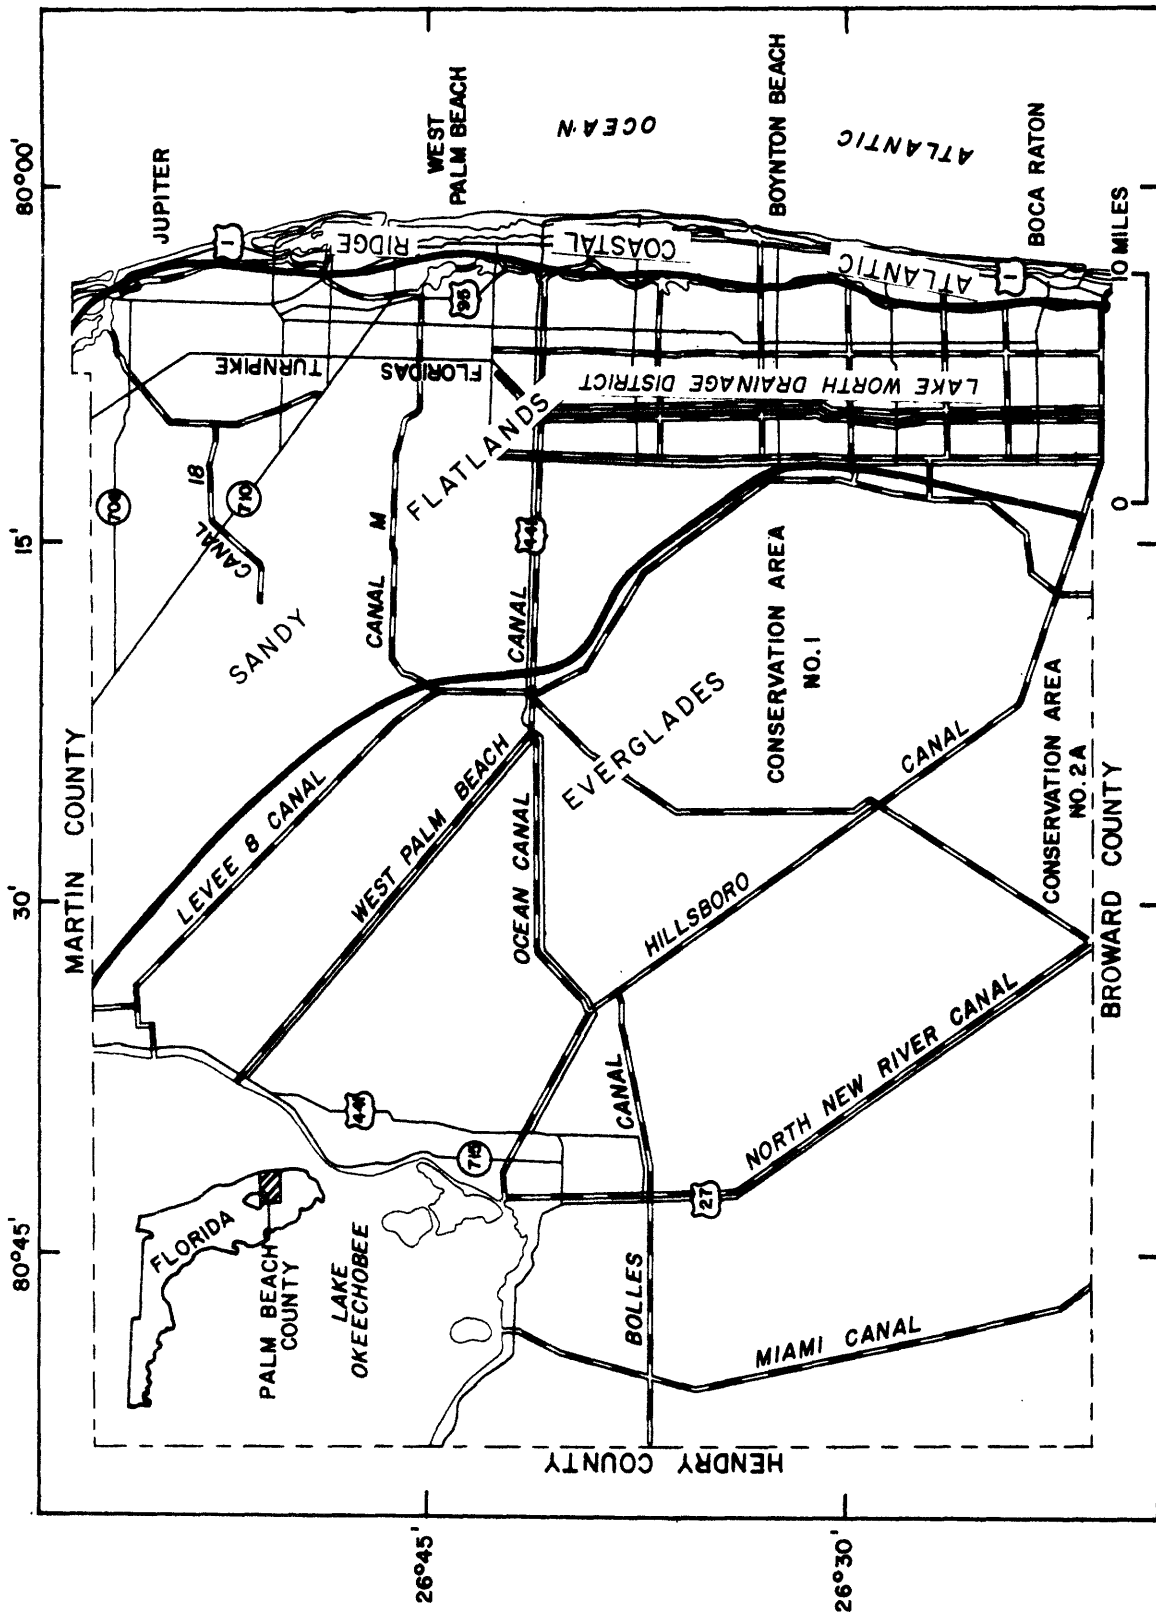 80°45'
30'
15'
80°00'
26°45'
26°30'
MARTIN COUNTY
FLORIDA
PALM BEACH
COUNTY
LAKE
OKEECHOBEE
HENDRY COUNTY
BROWARD COUNTY
JUPITER
WEST
PALM BEACH
BOYNTON BEACH
BOCA RATON
ATLANTIC
OCEAN
ATLANTIC
ATLANTIC
COASTAL
RIDGE
1
1
95
706
710
441
441
715
27
CANAL 18
TURNPIKE
FLORIDAS
SANDY
FLATLANDS
CANAL M
CANAL
LEVEE 8 CANAL
WEST PALM BEACH
OCEAN CANAL
EVERGLADES
CONSERVATION AREA
NO. 1
LAKE WORTH DRAINAGE DISTRICT
HILLSBORO
CANAL
CONSERVATION AREA
NO. 2A
BOLLES
CANAL
NORTH NEW RIVER CANAL
MIAMI CANAL
0
10 MILES